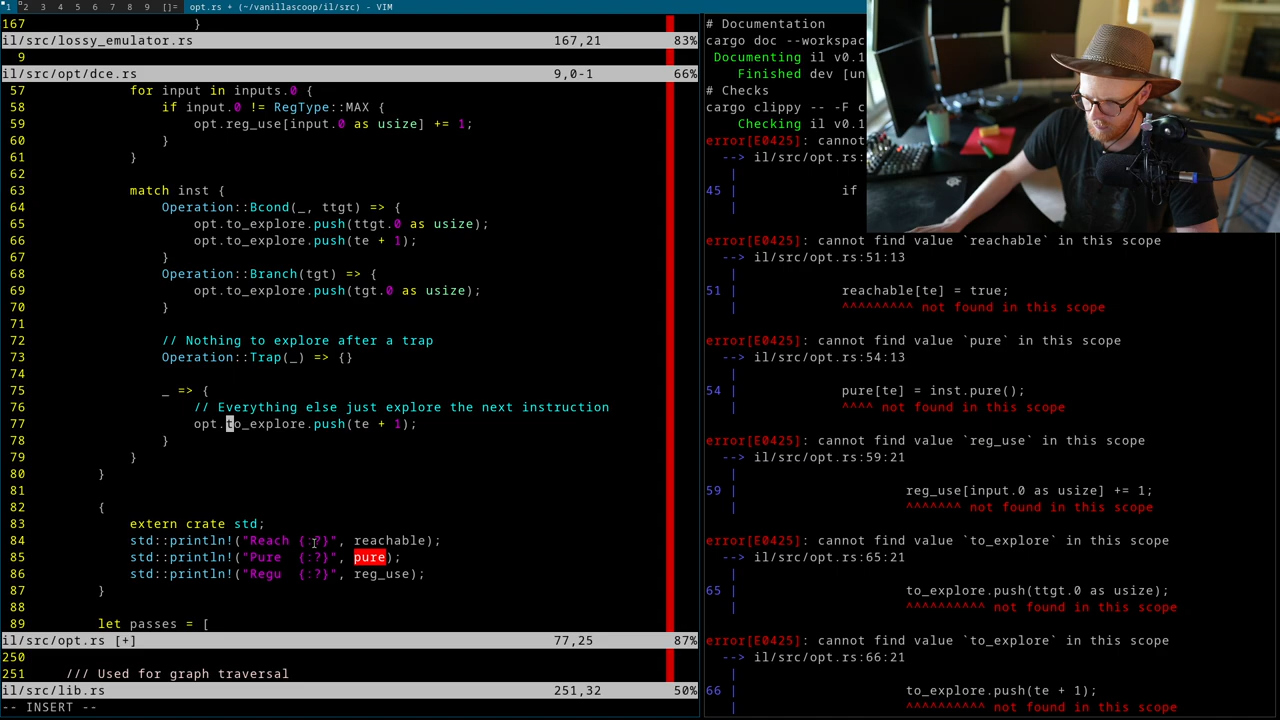 1 2 3 4 5 6 7 8 9 []= opt.rs + (~/vanillascoop/il/src) - VIM
167 }
il/src/lossy_emulator.rs 167,21 83%
9
il/src/opt/dce.rs 9,0-1 66%
57 for input in inputs.0 {
58 if input.0 != RegType::MAX {
59 opt.reg_use[input.0 as usize] += 1;
60 }
61 }
62
63 match inst {
64 Operation::Bcond(_, ttgt) => {
65 opt.to_explore.push(ttgt.0 as usize);
66 opt.to_explore.push(te + 1);
67 }
68 Operation::Branch(tgt) => {
69 opt.to_explore.push(tgt.0 as usize);
70 }
71
72 // Nothing to explore after a trap
73 Operation::Trap(_) => {}
74
75 _ => {
76 // Everything else just explore the next instruction
77 opt.to_explore.push(te + 1);
78 }
79 }
80 }
81
82 {
83 extern crate std;
84 std::println!("Reach {:?}", reachable);
85 std::println!("Pure  {:?}", pure);
86 std::println!("Regu  {:?}", reg_use);
87 }
88
89 let passes = [
il/src/opt.rs [+] 77,25 87%
250
251 /// Used for graph traversal
il/src/lib.rs 251,32 50%
-- INSERT --
# Documentation
cargo doc --workspac
Documenting il v0.1
Finished dev [un
# Checks
cargo clippy -- -F c
Checking il v0.1
error[E0425]: cannot
--> il/src/opt.rs:
|
45 | if
|
error[E0425]: cannot find value `reachable` in this scope
--> il/src/opt.rs:51:13
|
51 | reachable[te] = true;
| ^^^^^^^^^ not found in this scope
error[E0425]: cannot find value `pure` in this scope
--> il/src/opt.rs:54:13
|
54 | pure[te] = inst.pure();
| ^^^^ not found in this scope
error[E0425]: cannot find value `reg_use` in this scope
--> il/src/opt.rs:59:21
|
59 | reg_use[input.0 as usize] += 1;
| ^^^^^^^ not found in this scope
error[E0425]: cannot find value `to_explore` in this scope
--> il/src/opt.rs:65:21
|
65 | to_explore.push(ttgt.0 as usize);
| ^^^^^^^^^^ not found in this scope
error[E0425]: cannot find value `to_explore` in this scope
--> il/src/opt.rs:66:21
|
66 | to_explore.push(te + 1);
| ^^^^^^^^^^ not found in this scope